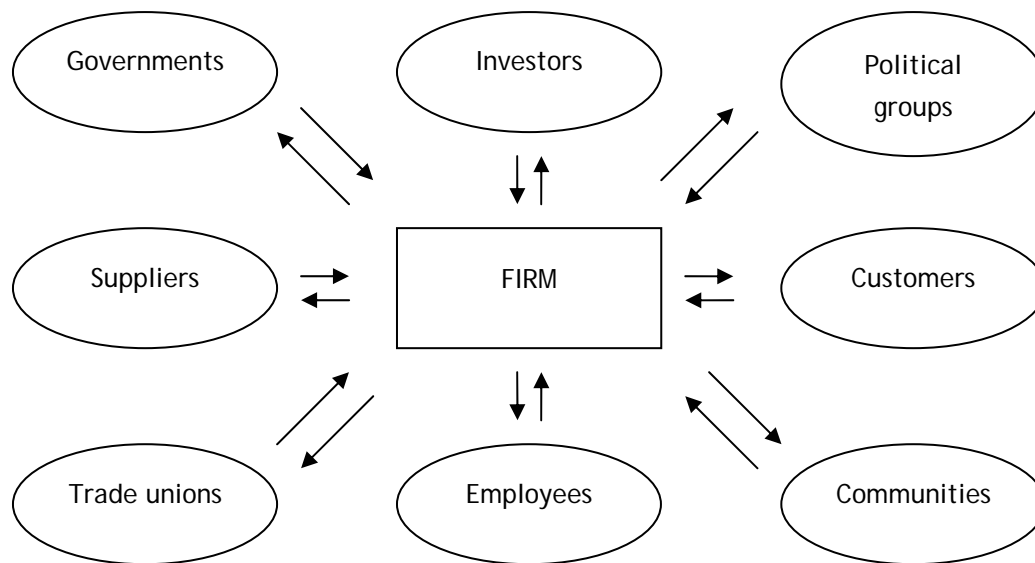 Governments
Investors
Political
groups
Suppliers
FIRM
Customers
Trade unions
Employees
Communities